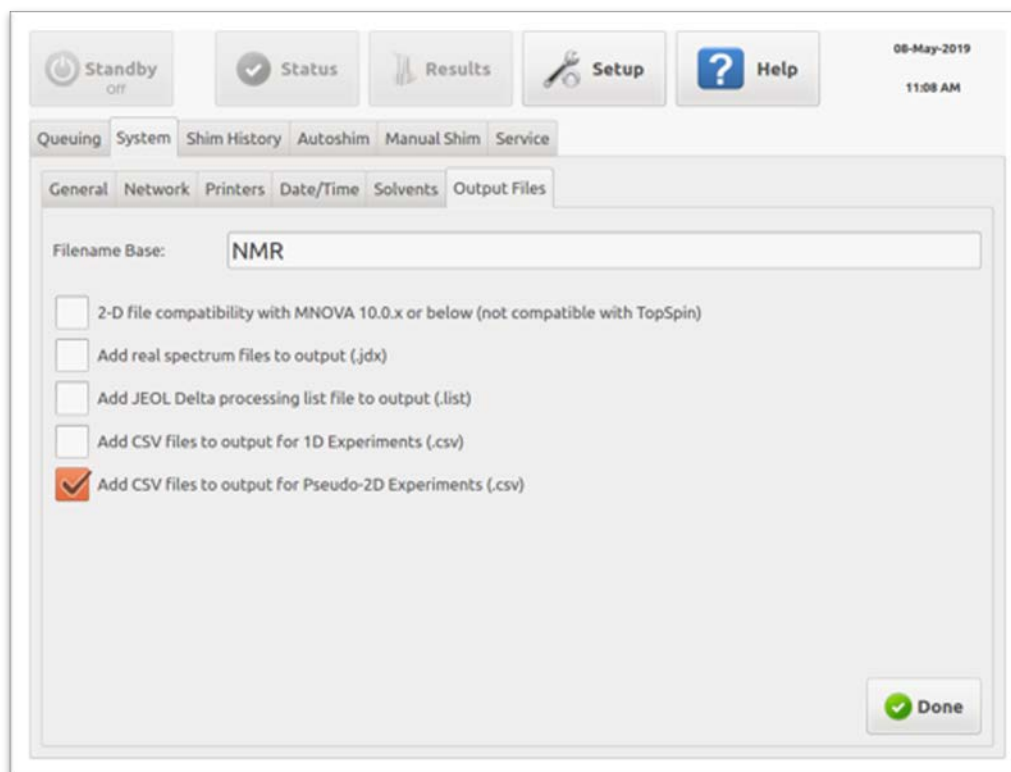 Standby
Off
Status
Results
Setup
Help
08-May-2019
11:08 AM
Queuing System Shim History Autoshim Manual Shim Service
General Network Printers Date/Time Solvents Output Files
Filename Base: NMR
2-D file compatibility with MNOVA 10.0.x or below (not compatible with TopSpin)
Add real spectrum files to output (.jdx)
Add JEOL Delta processing list file to output (.list)
Add CSV files to output for 1D Experiments (.csv)
Add CSV files to output for Pseudo-2D Experiments (.csv)
Done